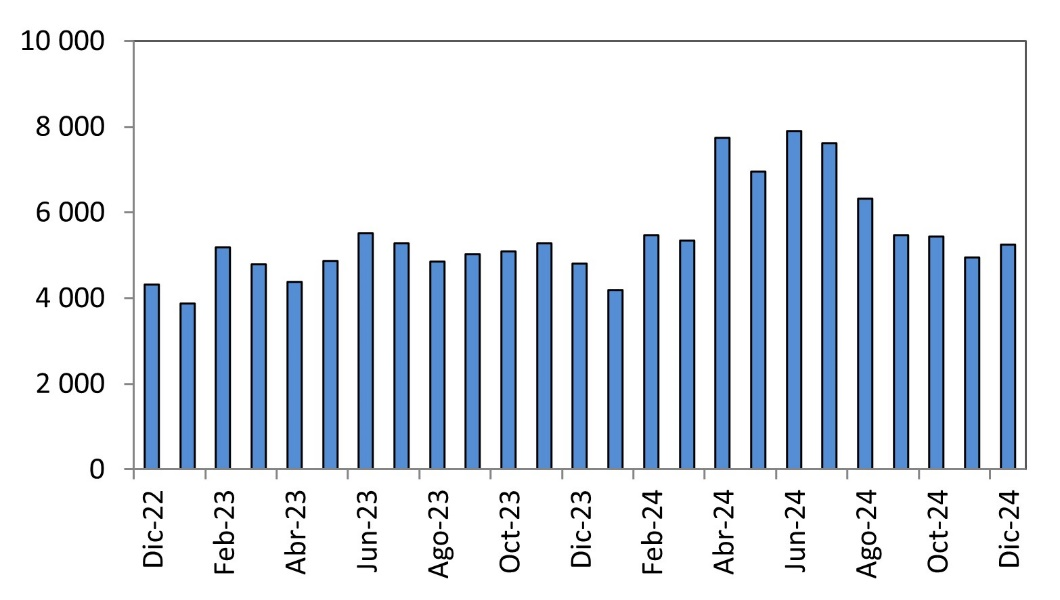 10 000
8 000
6 000
4 000
2 000
0
Dic-22
Feb-23
Abr-23
Jun-23
Ago-23
Oct-23
Dic-23
Feb-24
Abr-24
Jun-24
Ago-24
Oct-24
Dic-24